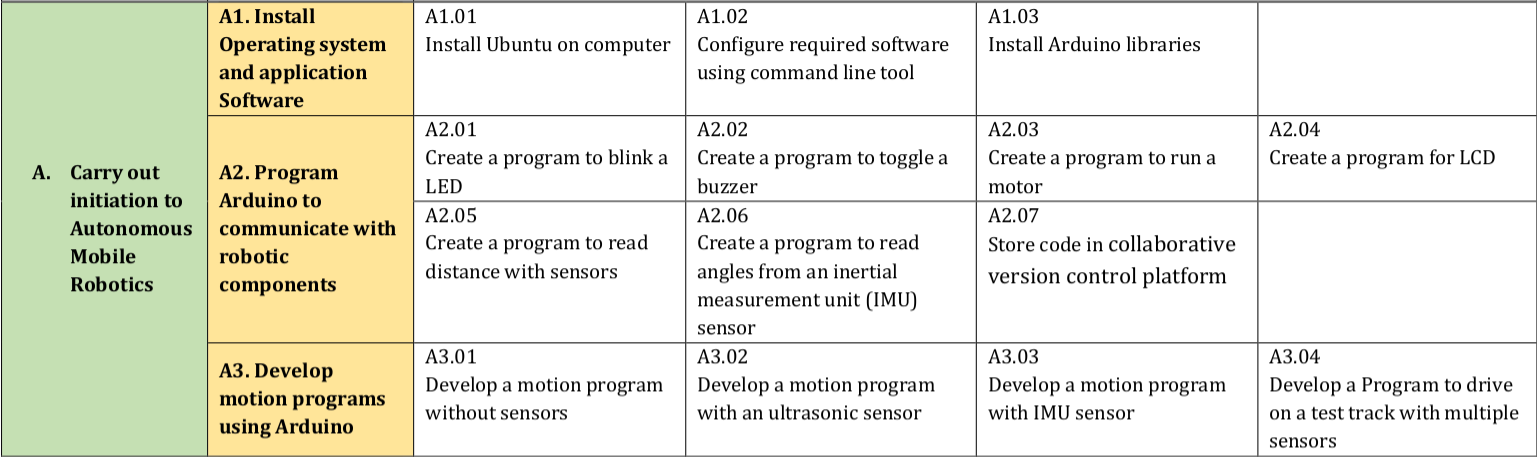 A. Carry out
initiation to
Autonomous
Mobile
Robotics
A1. Install
Operating system
and application
Software
A1.01
Install Ubuntu on computer
A1.02
Configure required software
using command line tool
A1.03
Install Arduino libraries
A2. Program
Arduino to
communicate with
robotic
components
A2.01
Create a program to blink a
LED
A2.02
Create a program to toggle a
buzzer
A2.03
Create a program to run a
motor
A2.04
Create a program for LCD
A2.05
Create a program to read
distance with sensors
A2.06
Create a program to read
angles from an inertial
measurement unit (IMU)
sensor
A2.07
Store code in collaborative
version control platform
A3. Develop
motion programs
using Arduino
A3.01
Develop a motion program
without sensors
A3.02
Develop a motion program
with an ultrasonic sensor
A3.03
Develop a motion program
with IMU sensor
A3.04
Develop a Program to drive
on a test track with multiple
sensors